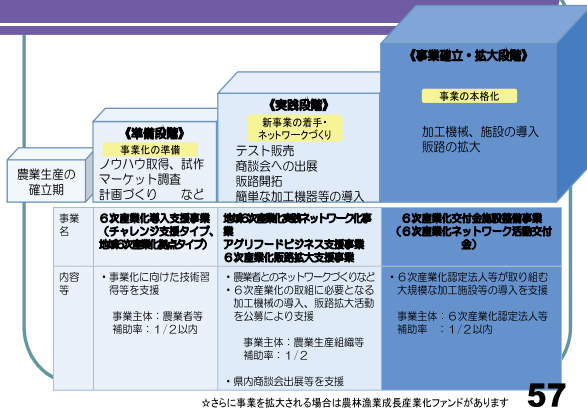 《事業確立・拡大段階》
事業の本格化
加工機械、施設の導入
販路の拡大
《実践段階》
新事業の着手・
ネットワークづくり
テスト販売
商談会への出展
販路開拓
簡単な加工機器等の導入
《準備段階》
事業化の準備
ノウハウ取得、試作
マーケット調査
計画づくり　　など
農業生産の
確立期
事業
名
６次産業化導入支援事業
（チャレンジ支援タイプ、
地域６次産業化拠点タイプ）
地域６次産業化実践ネットワーク化事
業
アグリフードビジネス支援事業
６次産業化販路拡大支援事業
６次産業化交付金施設整備事業
（６次産業化ネットワーク活動交付
金）
内容
等
・事業化に向けた技術習
得等を支援
事業主体：農業者等
補助率：１/２以内
・農業者とのネットワークづくりなど
・６次産業化の取組に必要となる
加工機械の導入、販路拡大活動
を公募により支援
事業主体：農業生産組織等
補助率：１/２
・県内商談会出展等を支援
・６次産業化認定法人等が取り組む
大規模な加工施設等の導入を支援
事業主体：６次産業化認定法人等
補助率　：１/２以内
☆さらに事業を拡大される場合は農林漁業成長産業化ファンドがあります
57